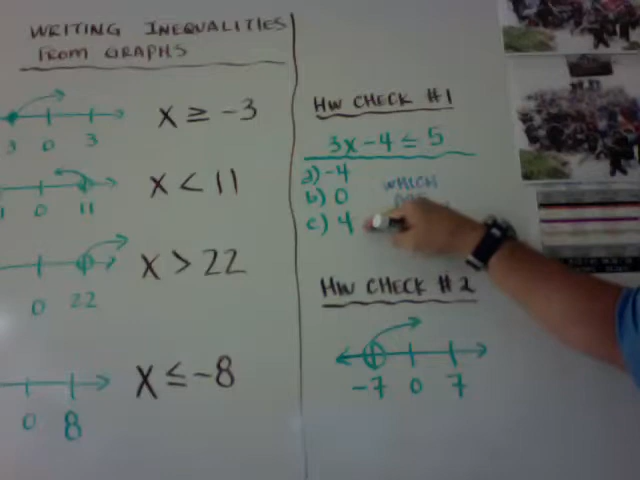 WRITING INEQUALITIES
FROM GRAPHS
3 0 3
x ≥ -3
1 0 11
x < 11
0 22
x > 22
0 8
x ≤ -8
HW CHECK #1
3x-4 ≤ 5
a) -4
b) 0
c) 4
WHICH
HW CHECK #2
-7 0 7